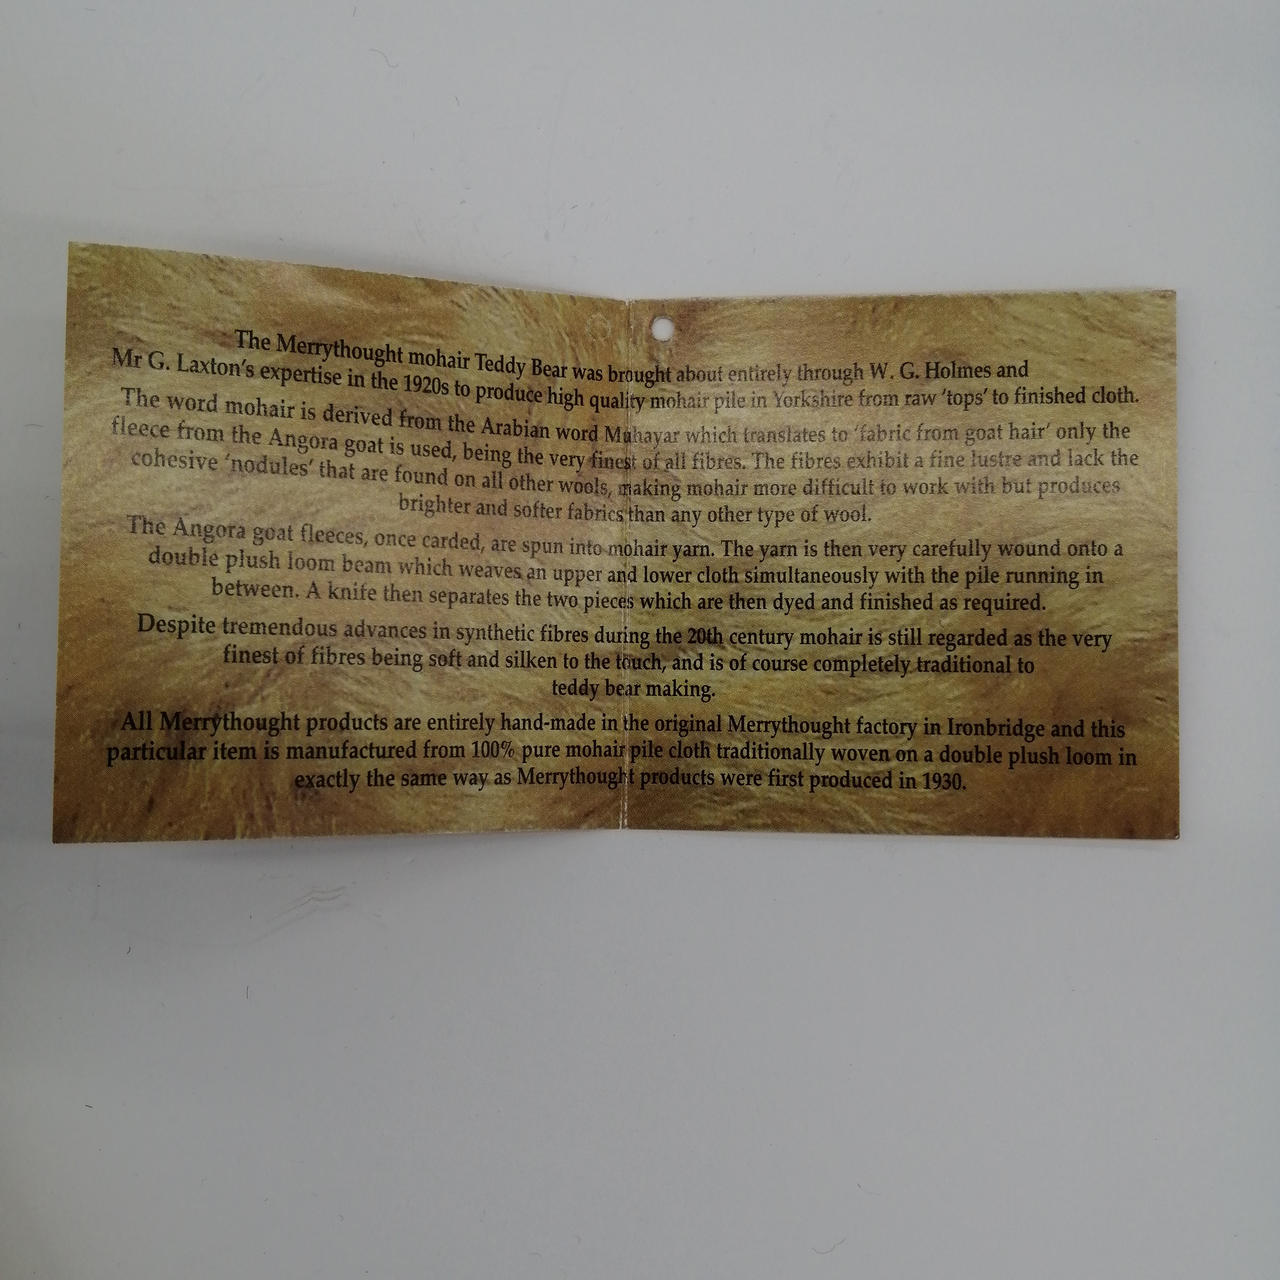 The Merrythought mohair Teddy Bear was brought about entirely through W. G. Holmes and
Mr G. Laxton's expertise in the 1920s to produce high quality mohair pile in Yorkshire from raw 'tops' to finished cloth.
The word mohair is derived from the Arabian word Muhayar which translates to 'fabric from goat hair' only the
fleece from the Angora goat is used, being the very finest of all fibres. The fibres exhibit a fine lustre and lack the
cohesive 'nodules' that are found on all other wools, making mohair more difficult to work with but produces
brighter and softer fabrics than any other type of wool.
The Angora goat fleeces, once carded, are spun into mohair yarn. The yarn is then very carefully wound onto a
double plush loom beam which weaves an upper and lower cloth simultaneously with the pile running in
between. A knife then separates the two pieces which are then dyed and finished as required.
Despite tremendous advances in synthetic fibres during the 20th century mohair is still regarded as the very
finest of fibres being soft and silken to the touch, and is of course completely traditional to
teddy bear making.
All Merrythought products are entirely hand-made in the original Merrythought factory in Ironbridge and this
particular item is manufactured from 100% pure mohair pile cloth traditionally woven on a double plush loom in
exactly the same way as Merrythought products were first produced in 1930.